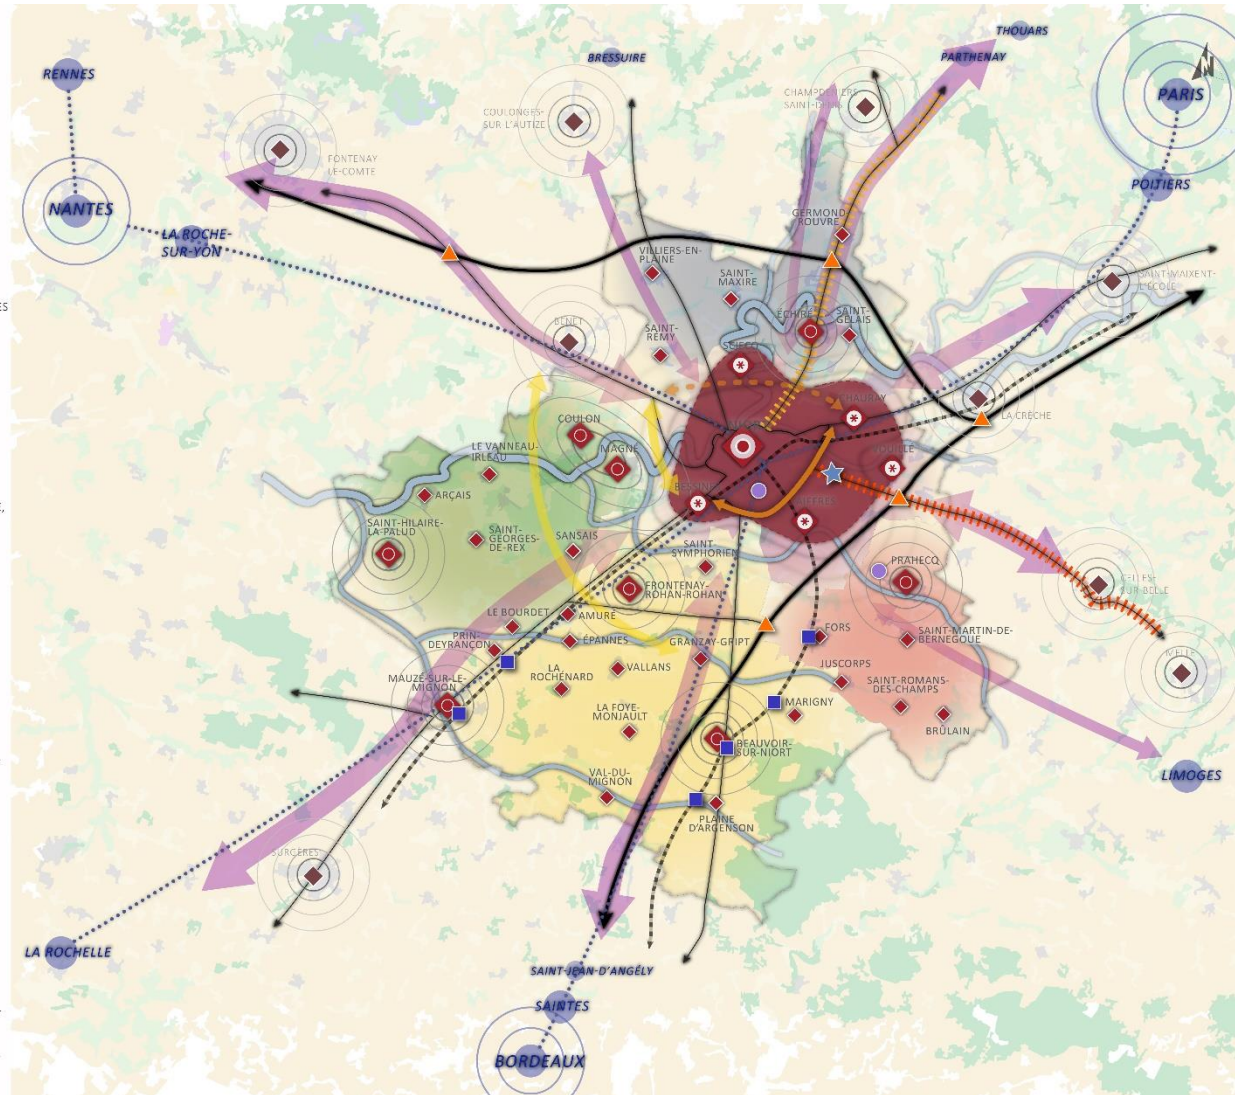 THOUARS
BRESSUIRE
PARTHENAY
RENNES
PARIS
CHAMPDENIERS
SAINT-DENIS
COULONGES-
SUR L'AUTIZE
FONTENAY
LE-COMTE
POITIERS
NANTES
GERMOND-
ROUVRE
LA ROCHE-
SUR-YON
VILLIERS-EN-
PLAINE
SAINT-
MAXIRE
SAINT-MAIXENT-
L'ÉCOLE
ES
ÉCHIRÉ
SAINT-
GELAIS
BENET
SAINT-
RÉMY
SCIECQ
CHAURAY
LA CRÈCHE
COULON
MAGNÉ
LE VANNEAU-
IRLEAU
VOUILLÉ
BESSINES
ARÇAIS
E,
AIFFRES
SAINT-HILAIRE-
LA-PALUD
SAINT-
GEORGES-
DE-REX
SANSAIS
SAINT-
SYMPHORIEN
PRAHECQ
CELLES-
SUR-BELLE
FRONTENAY-
ROHAN-ROHAN
LE BOURDET
AMURÉ
PRIN-
DEYRANÇON
ÉPANNES
GRANZAY-GRIPT
FORS
SAINT-MARTIN-DE-
BERNEGOUE
VALLANS
LA
ROCHÉNARD
JUSCORPS
MELLE
MAUZÉ-SUR-LE-
MIGNON
SAINT-ROMANS-
DES-CHAMPS
LA FOYE-
MONJAULT
MARIGNY
BRÛLAIN
BEAUVOIR-
SUR-NIORT
VAL-DU-
MIGNON
LIMOGES
PLAINE
D'ARGENSON
SURGÈRES
LA ROCHELLE
SAINT-JEAN-D'ANGÉLY
SAINTES
BORDEAUX